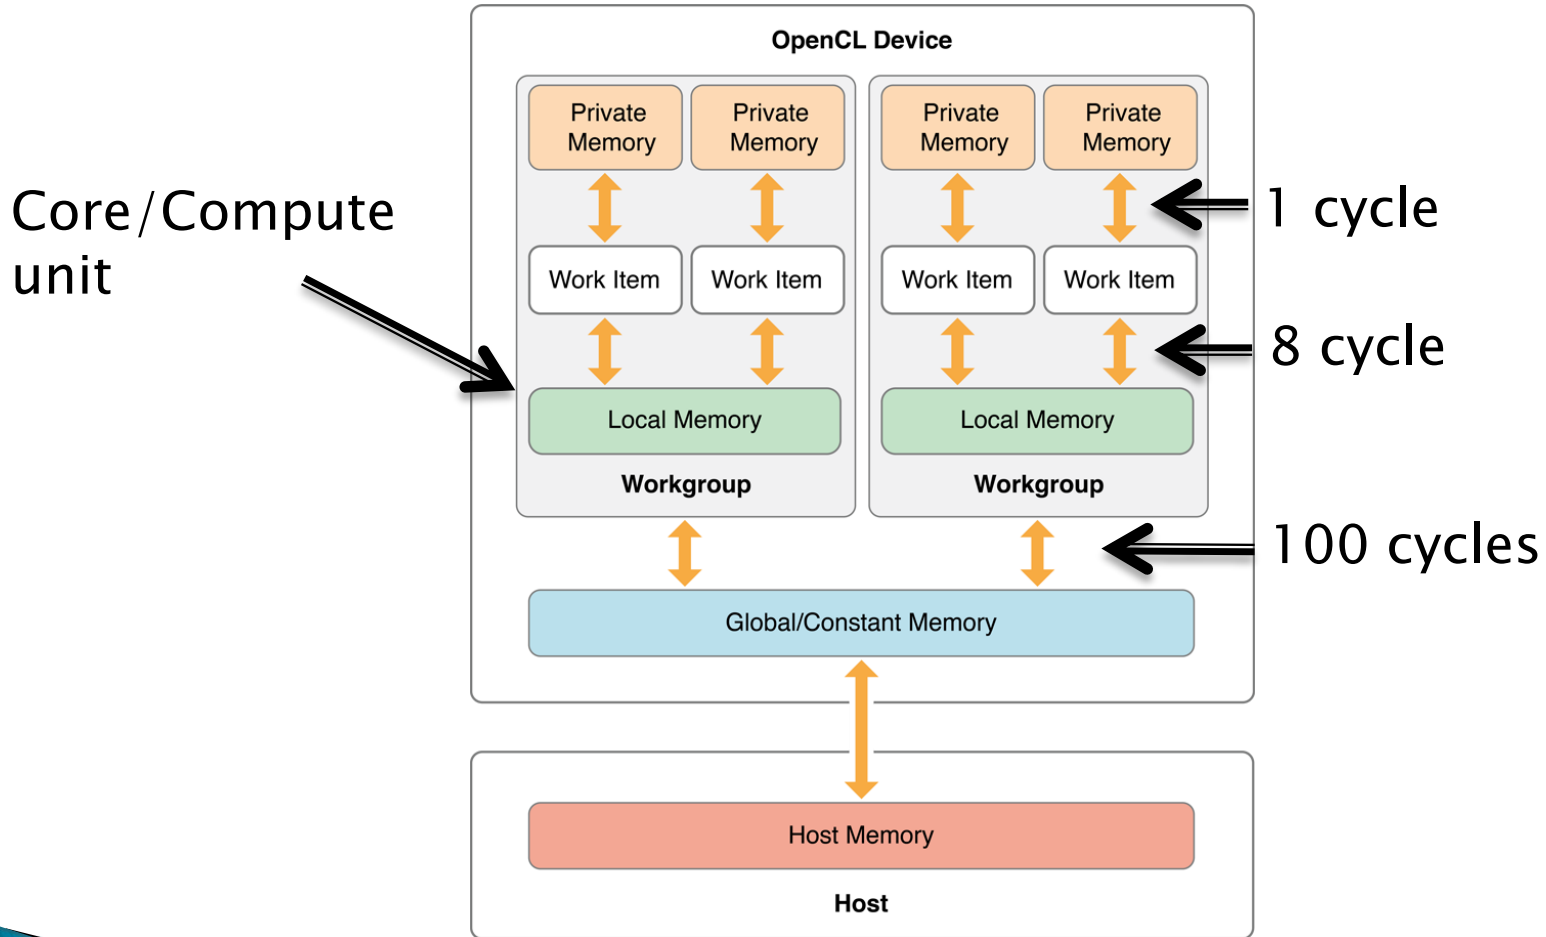 OpenCL Device
Private
Memory
Private
Memory
Private
Memory
Private
Memory
Core/Compute
unit
1 cycle
Work Item
Work Item
Work Item
Work Item
8 cycle
Local Memory
Local Memory
Workgroup
Workgroup
100 cycles
Global/Constant Memory
Host Memory
Host